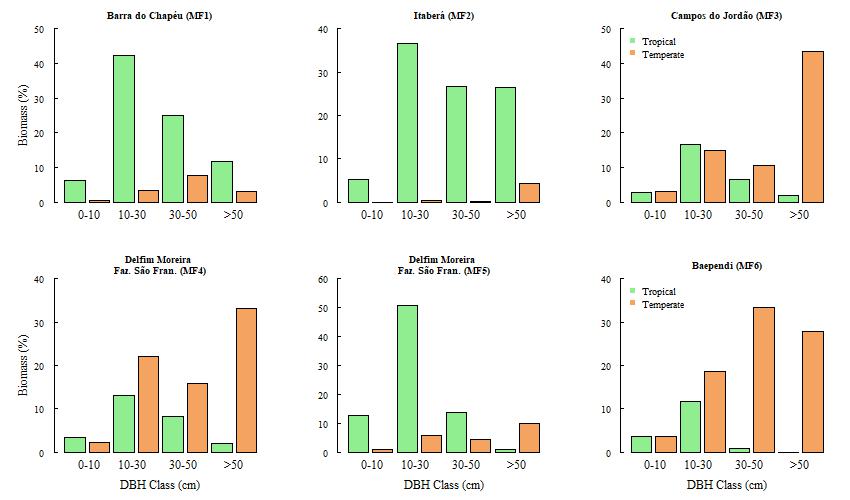 Barra do Chapéu (MF1)
Itaberá (MF2)
Campos do Jordão (MF3)
Biomass (%)
50
40
30
20
10
0
0-10 10-30 30-50 >50
40
30
20
10
0
0-10 10-30 30-50 >50
50
40
30
20
10
0
Tropical
Temperate
0-10 10-30 30-50 >50
Delfim Moreira
Faz. São Fran. (MF4)
Delfim Moreira
Faz. São Fran. (MF5)
Baependi (MF6)
Biomass (%)
40
30
20
10
0
0-10 10-30 30-50 >50
DBH Class (cm)
60
50
40
30
20
10
0
0-10 10-30 30-50 >50
DBH Class (cm)
40
30
20
10
0
Tropical
Temperate
0-10 10-30 30-50 >50
DBH Class (cm)